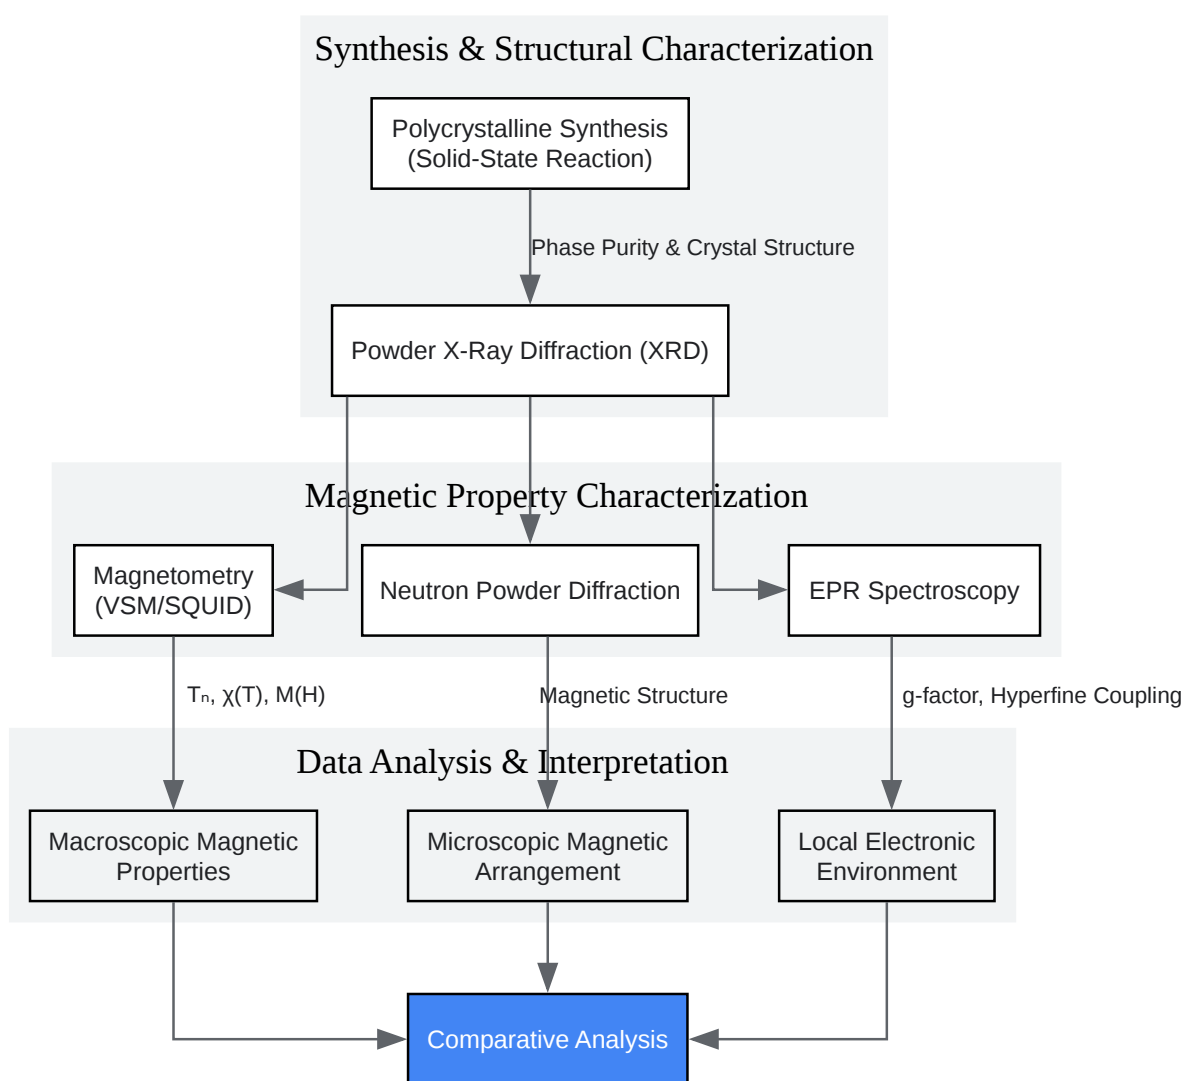 Synthesis & Structural Characterization
Polycrystalline Synthesis
(Solid-State Reaction)
Phase Purity & Crystal Structure
Powder X-Ray Diffraction (XRD)
Magnetic Property Characterization
Magnetometry
(VSM/SQUID)
Neutron Powder Diffraction
EPR Spectroscopy
Tₙ, χ(T), M(H)
Magnetic Structure
g-factor, Hyperfine Coupling
Data Analysis & Interpretation
Macroscopic Magnetic
Properties
Microscopic Magnetic
Arrangement
Local Electronic
Environment
Comparative Analysis